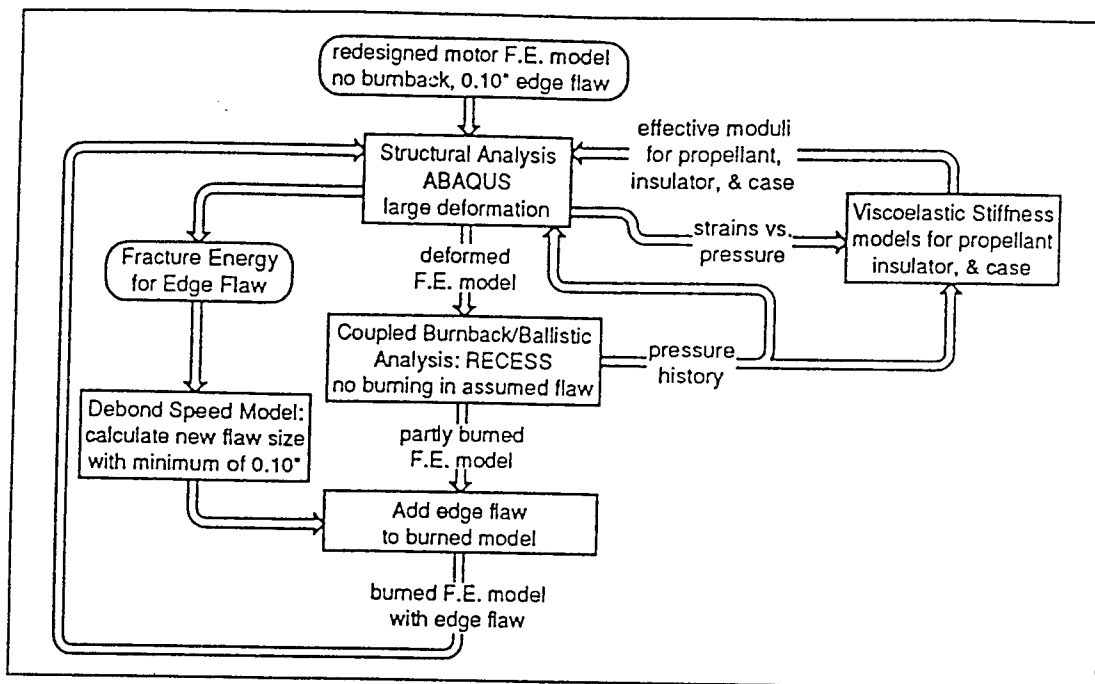 redesigned motor F.E. model
no burnback, 0.10" edge flaw
Structural Analysis
ABAQUS
large deformation
effective moduli
for propellant,
insulator, & case
Viscoelastic Stiffness
models for propellant
insulator, & case
strains vs.
pressure
Fracture Energy
for Edge Flaw
deformed
F.E. model
Coupled Burnback/Ballistic
Analysis: RECESS
no burning in assumed flaw
pressure
history
Debond Speed Model:
calculate new flaw size
with minimum of 0.10"
partly burned
F.E. model
Add edge flaw
to burned model
burned F.E. model
with edge flaw